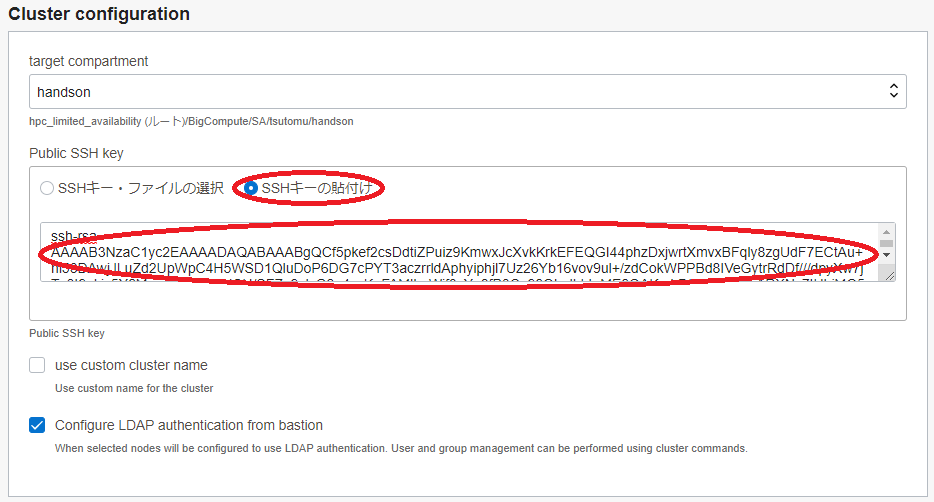 Cluster configuration
target compartment
handson
hpc_limited_availability (ルート)/BigCompute/SA/tsutomu/handson
Public SSH key
SSHキー・ファイルの選択 SSHキーの貼付け
ssh-rsa
Public SSH key
use custom cluster name
Use custom name for the cluster
Configure LDAP authentication from bastion
When selected nodes will be configured to use LDAP authentication. User and group management can be performed using cluster commands.